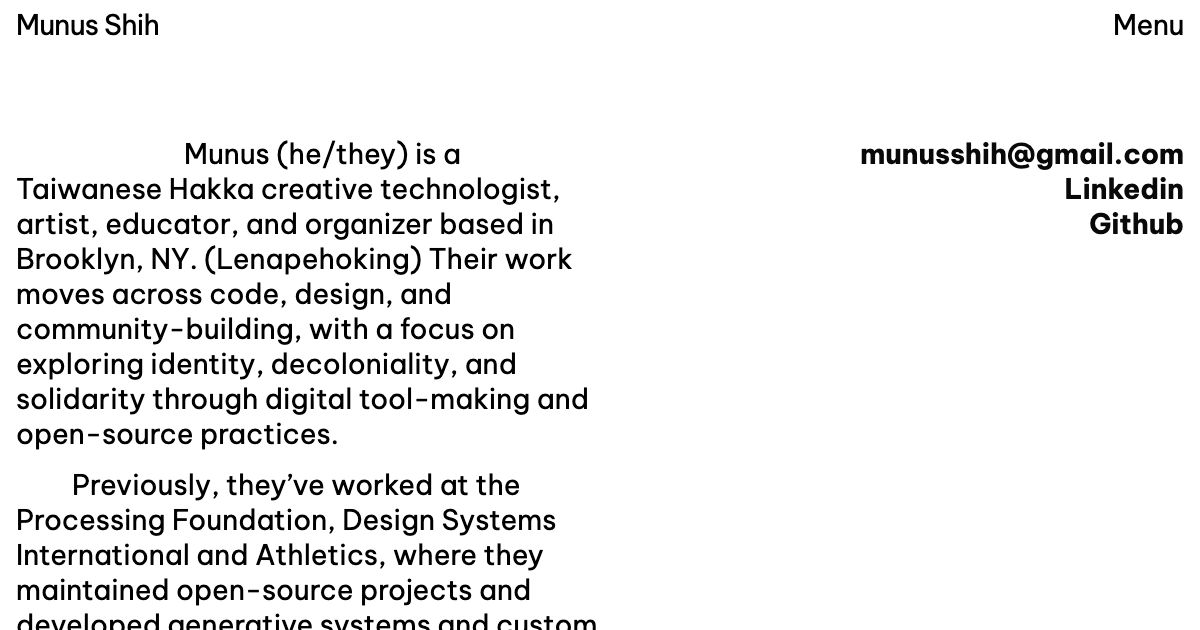 Munus Shih
Menu
Munus (he/they) is a
Taiwanese Hakka creative technologist,
artist, educator, and organizer based in
Brooklyn, NY. (Lenapehoking) Their work
moves across code, design, and
community-building, with a focus on
exploring identity, decoloniality, and
solidarity through digital tool-making and
open-source practices.
Previously, they’ve worked at the
Processing Foundation, Design Systems
International and Athletics, where they
maintained open-source projects and
developed generative systems and custom
munusshih@gmail.com
Linkedin
Github